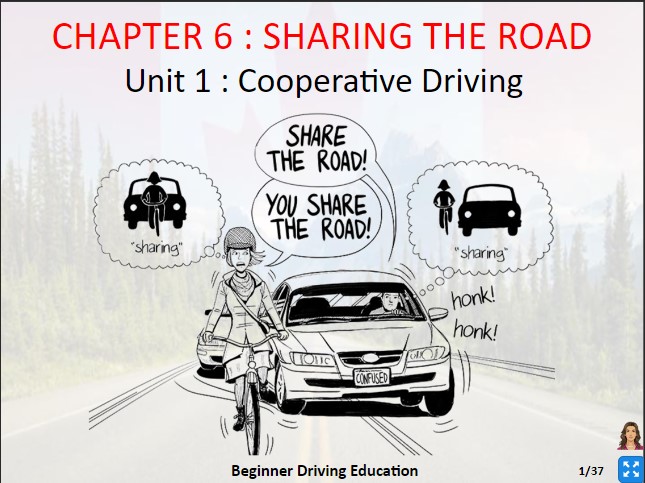 CHAPTER 6 : SHARING THE ROAD
Unit 1 : Cooperative Driving
SHARE
THE ROAD!
YOU SHARE
THE ROAD!
"sharing"
"sharing"
honk!
honk!
CONFUSED
Beginner Driving Education
1/37